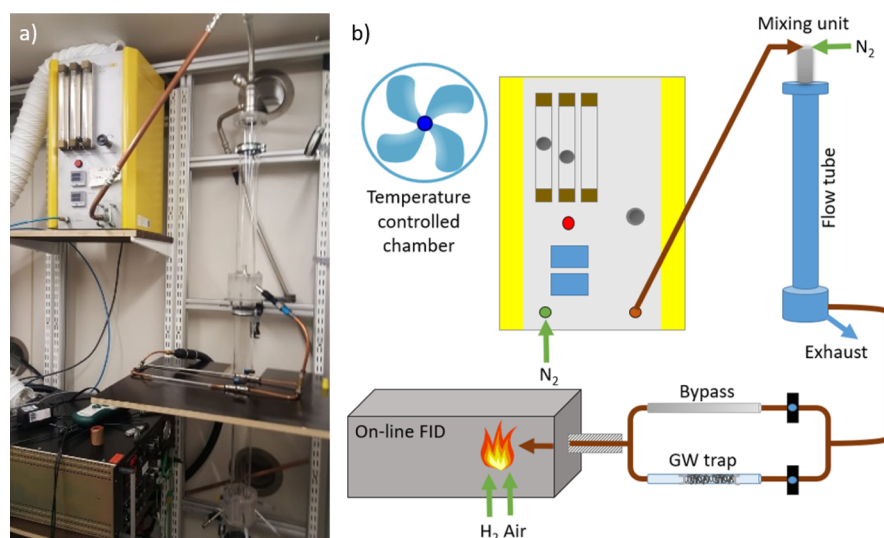 a)
b)
Mixing unit
N₂
Temperature
controlled
chamber
Flow tube
N₂
Exhaust
On-line FID
Bypass
GW trap
H₂ Air